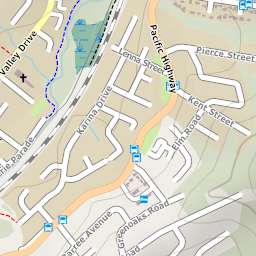 Valley Drive
Pacific Highway
Pierce Street
Lenna Street
Karina Drive
Kent Street
Elm Road
Parade
Avenue
Greenoaks Road